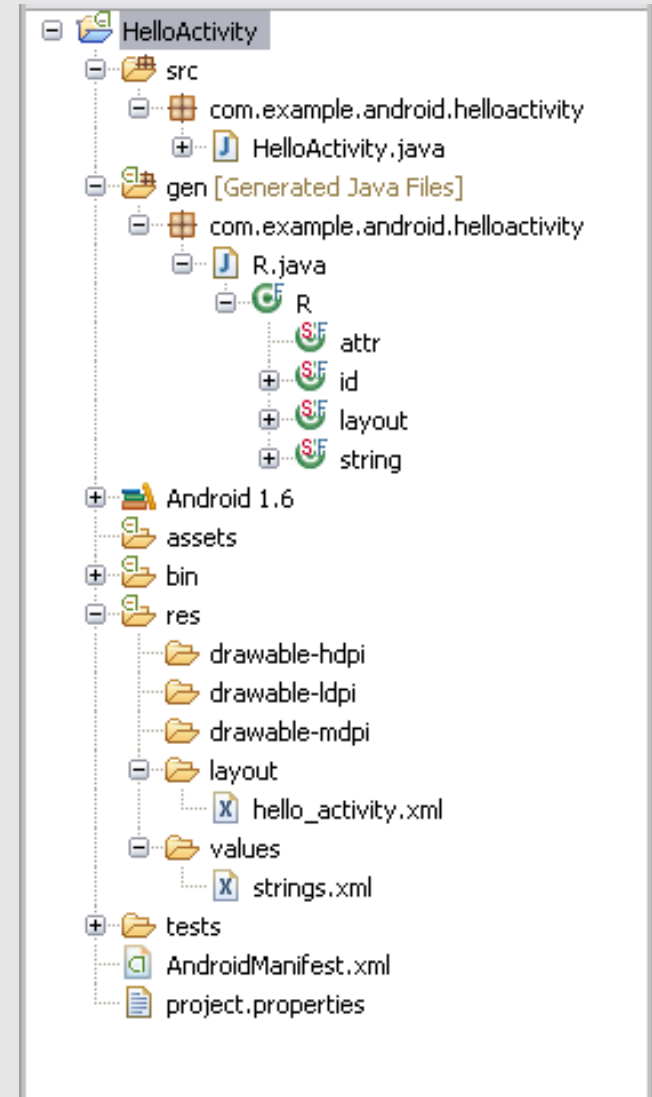 HelloActivity
src
com.example.android.helloactivity
HelloActivity.java
gen [Generated Java Files]
com.example.android.helloactivity
R.java
R
attr
id
layout
string
Android 1.6
assets
bin
res
drawable-hdpi
drawable-ldpi
drawable-mdpi
layout
hello_activity.xml
values
strings.xml
tests
AndroidManifest.xml
project.properties